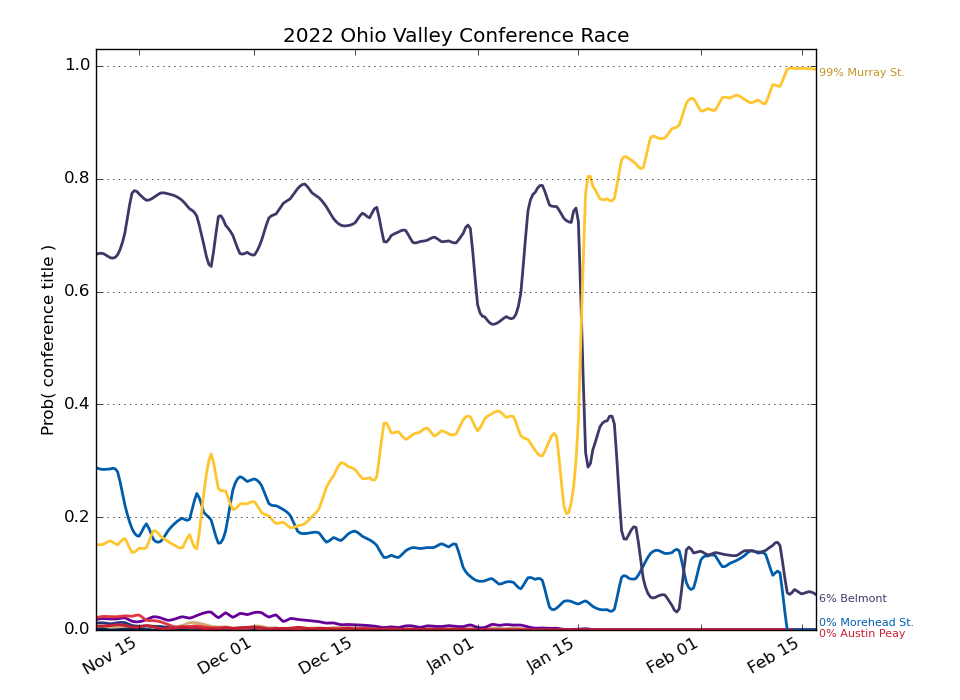 2022 Ohio Valley Conference Race
1.0
0.8
0.6
0.4
0.2
0.0
Prob( conference title )
Nov 15
Dec 01
Dec 15
Jan 01
Jan 15
Feb 01
Feb 15
99% Murray St.
6% Belmont
0% Morehead St.
0% Austin Peay